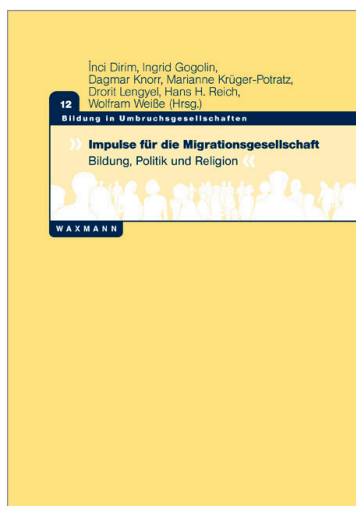 İnci Dirim, Ingrid Gogolin,
Dagmar Knorr, Marianne Krüger-Potratz,
Drorit Lengyel, Hans H. Reich,
Wolfram Weiße (Hrsg.)
12
Bildung in Umbruchsgesellschaften
» Impulse für die Migrationsgesellschaft
Bildung, Politik und Religion «
WAXMANN